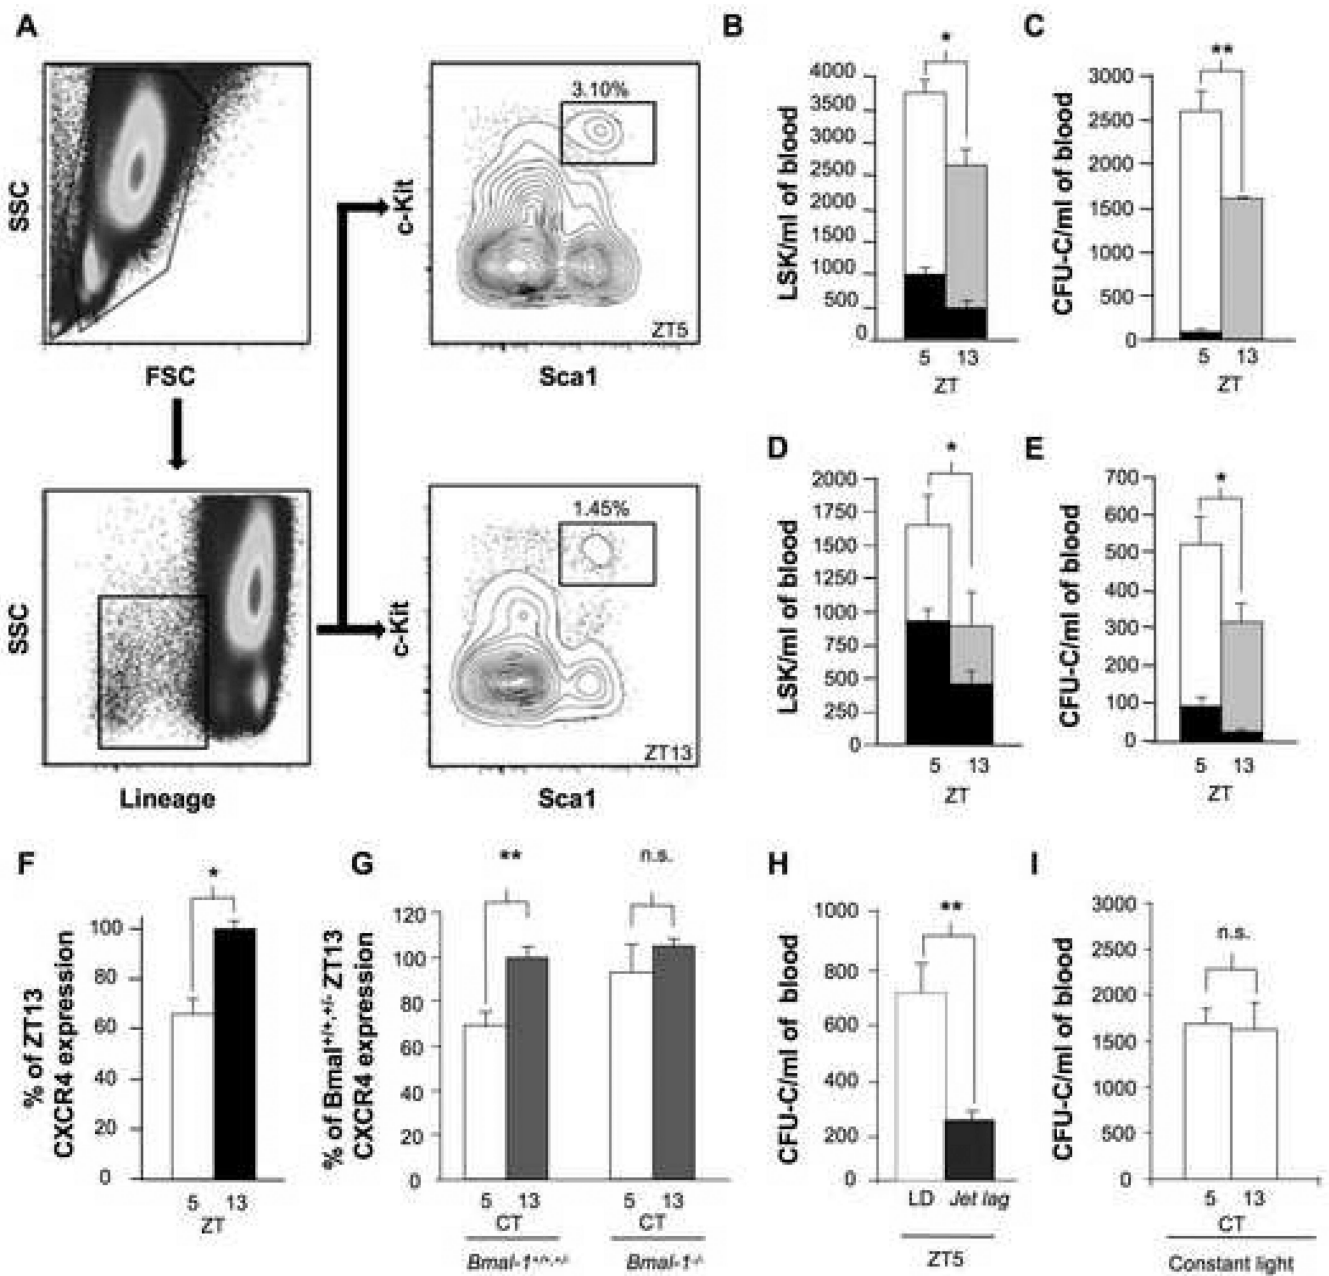 A
SSC
FSC
3.10%
c-Kit
ZT5
Sca1
SSC
Lineage
1.45%
c-Kit
ZT13
Sca1
B
*
LSK/ml of blood
4000
3500
3000
2500
2000
1500
1000
500
0
5 13
ZT
C
**
CFU-C/ml of blood
3000
2500
2000
1500
1000
500
0
5 13
ZT
D
*
LSK/ml of blood
2000
1750
1500
1250
1000
750
500
250
0
5 13
ZT
E
*
CFU-C/ml of blood
700
600
500
400
300
200
100
0
5 13
ZT
F
*
% of ZT13
CXCR4 expression
100
80
60
40
20
0
5 13
ZT
G
** n.s.
% of Bmal+/+,+/- ZT13
CXCR4 expression
120
100
80
60
40
20
0
5 13 5 13
CT CT
Bmal-1+/+,+/- Bmal-1-/-
H
**
CFU-C/ml of blood
1000
800
600
400
200
0
LD Jet lag
ZT5
I
n.s.
CFU-C/ml of blood
3000
2500
2000
1500
1000
500
0
5 13
CT
Constant light